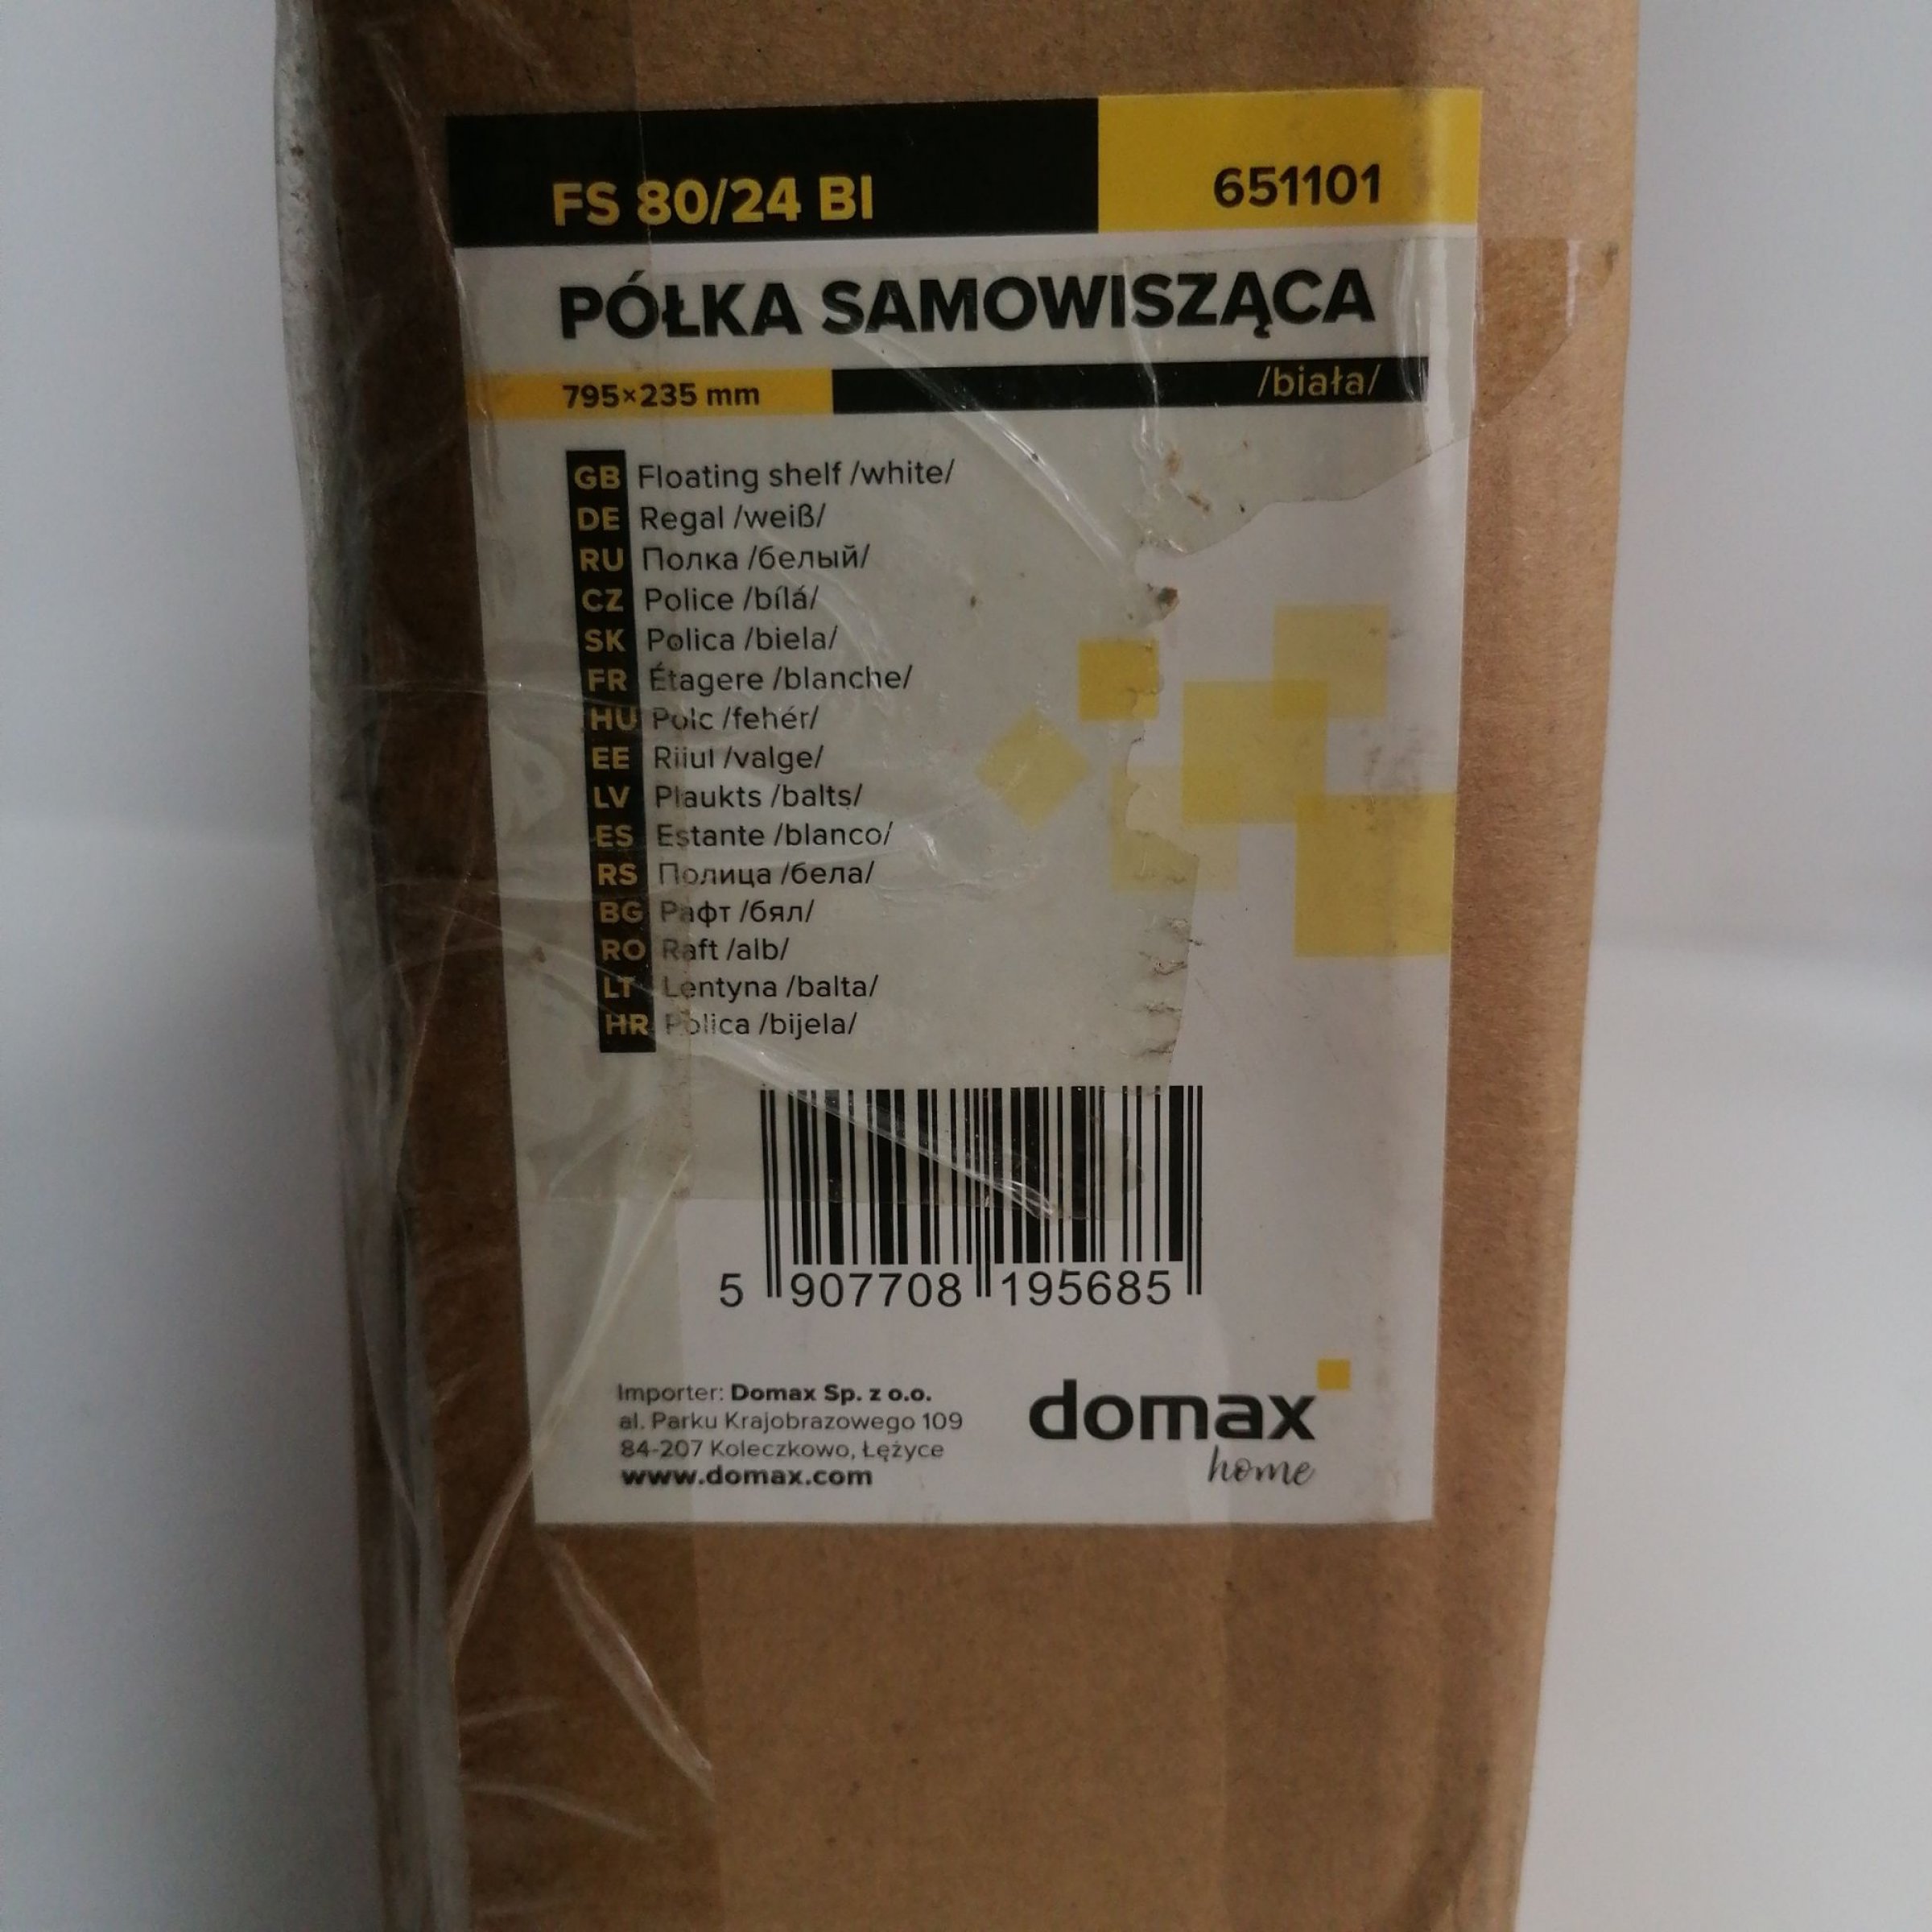 FS 80/24 BI
651101
PÓŁKA SAMOWISZĄCA
795×235 mm
/biała/
GB Floating shelf /white/
DE Regal /weiß/
RU Полка /белый/
CZ Police /bílá/
SK Polica /biela/
FR Étagere /blanche/
HU Polc /fehér/
EE Riiul /valge/
LV Plaukts /balts/
ES Estante /blanco/
RS Полица /бела/
BG Рафт /бял/
RO Raft /alb/
LT Lentyna /balta/
HR Polica /bijela/
5 907708 195685
Importer: Domax Sp. z o.o.
al. Parku Krajobrazowego 109
84-207 Koleczkowo, Łężyce
www.domax.com
domax
home